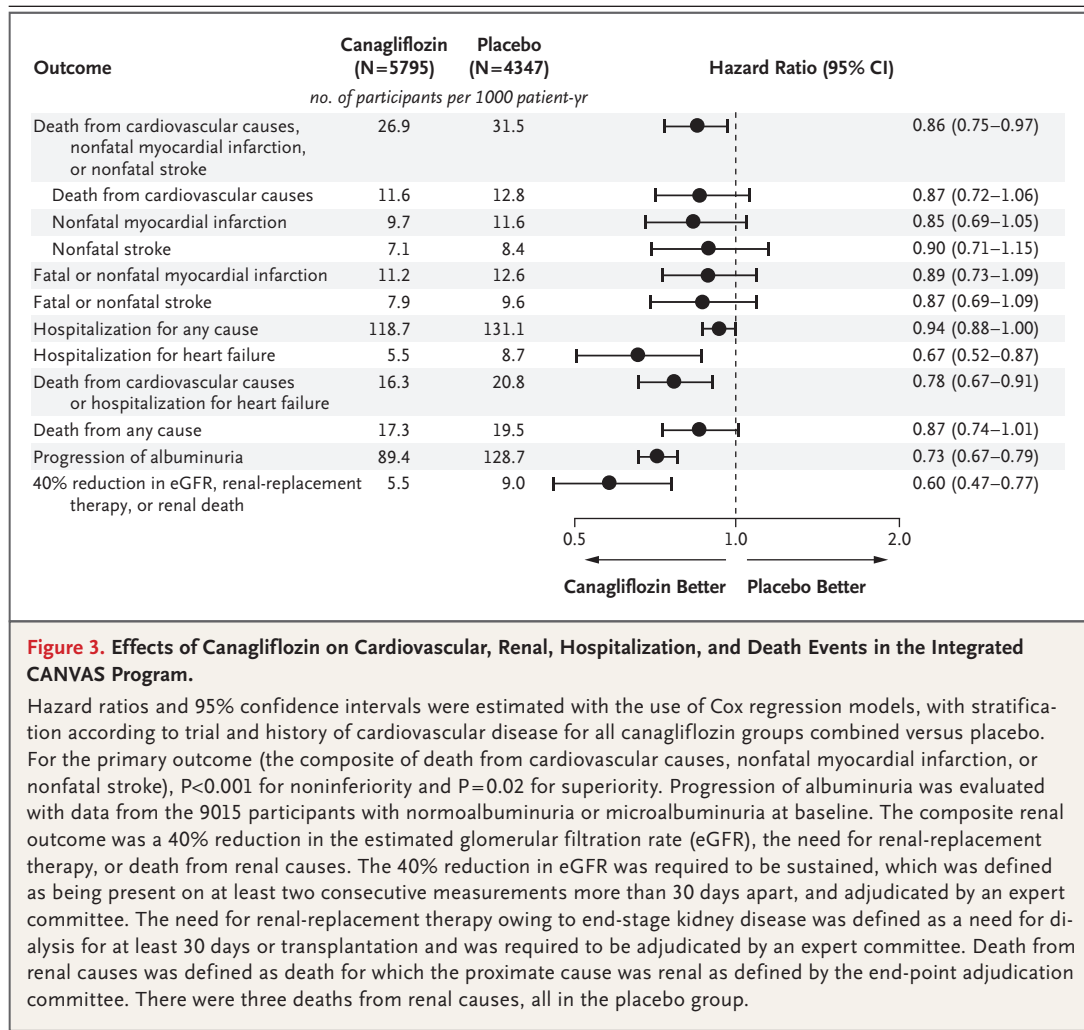 Outcome Canagliflozin (N=5795) Placebo (N=4347) Hazard Ratio (95% CI)
no. of participants per 1000 patient-yr
Death from cardiovascular causes, 26.9 31.5 0.86 (0.75–0.97)
nonfatal myocardial infarction,
or nonfatal stroke
Death from cardiovascular causes 11.6 12.8 0.87 (0.72–1.06)
Nonfatal myocardial infarction 9.7 11.6 0.85 (0.69–1.05)
Nonfatal stroke 7.1 8.4 0.90 (0.71–1.15)
Fatal or nonfatal myocardial infarction 11.2 12.6 0.89 (0.73–1.09)
Fatal or nonfatal stroke 7.9 9.6 0.87 (0.69–1.09)
Hospitalization for any cause 118.7 131.1 0.94 (0.88–1.00)
Hospitalization for heart failure 5.5 8.7 0.67 (0.52–0.87)
Death from cardiovascular causes 16.3 20.8 0.78 (0.67–0.91)
or hospitalization for heart failure
Death from any cause 17.3 19.5 0.87 (0.74–1.01)
Progression of albuminuria 89.4 128.7 0.73 (0.67–0.79)
40% reduction in eGFR, renal-replacement 5.5 9.0 0.60 (0.47–0.77)
therapy, or renal death
0.5 1.0 2.0
Canagliflozin Better Placebo Better
Figure 3. Effects of Canagliflozin on Cardiovascular, Renal, Hospitalization, and Death Events in the Integrated
CANVAS Program.
Hazard ratios and 95% confidence intervals were estimated with the use of Cox regression models, with stratifica-
tion according to trial and history of cardiovascular disease for all canagliflozin groups combined versus placebo.
For the primary outcome (the composite of death from cardiovascular causes, nonfatal myocardial infarction, or
nonfatal stroke), P<0.001 for noninferiority and P=0.02 for superiority. Progression of albuminuria was evaluated
with data from the 9015 participants with normoalbuminuria or microalbuminuria at baseline. The composite renal
outcome was a 40% reduction in the estimated glomerular filtration rate (eGFR), the need for renal-replacement
therapy, or death from renal causes. The 40% reduction in eGFR was required to be sustained, which was defined
as being present on at least two consecutive measurements more than 30 days apart, and adjudicated by an expert
committee. The need for renal-replacement therapy owing to end-stage kidney disease was defined as a need for di-
alysis for at least 30 days or transplantation and was required to be adjudicated by an expert committee. Death from
renal causes was defined as death for which the proximate cause was renal as defined by the end-point adjudication
committee. There were three deaths from renal causes, all in the placebo group.